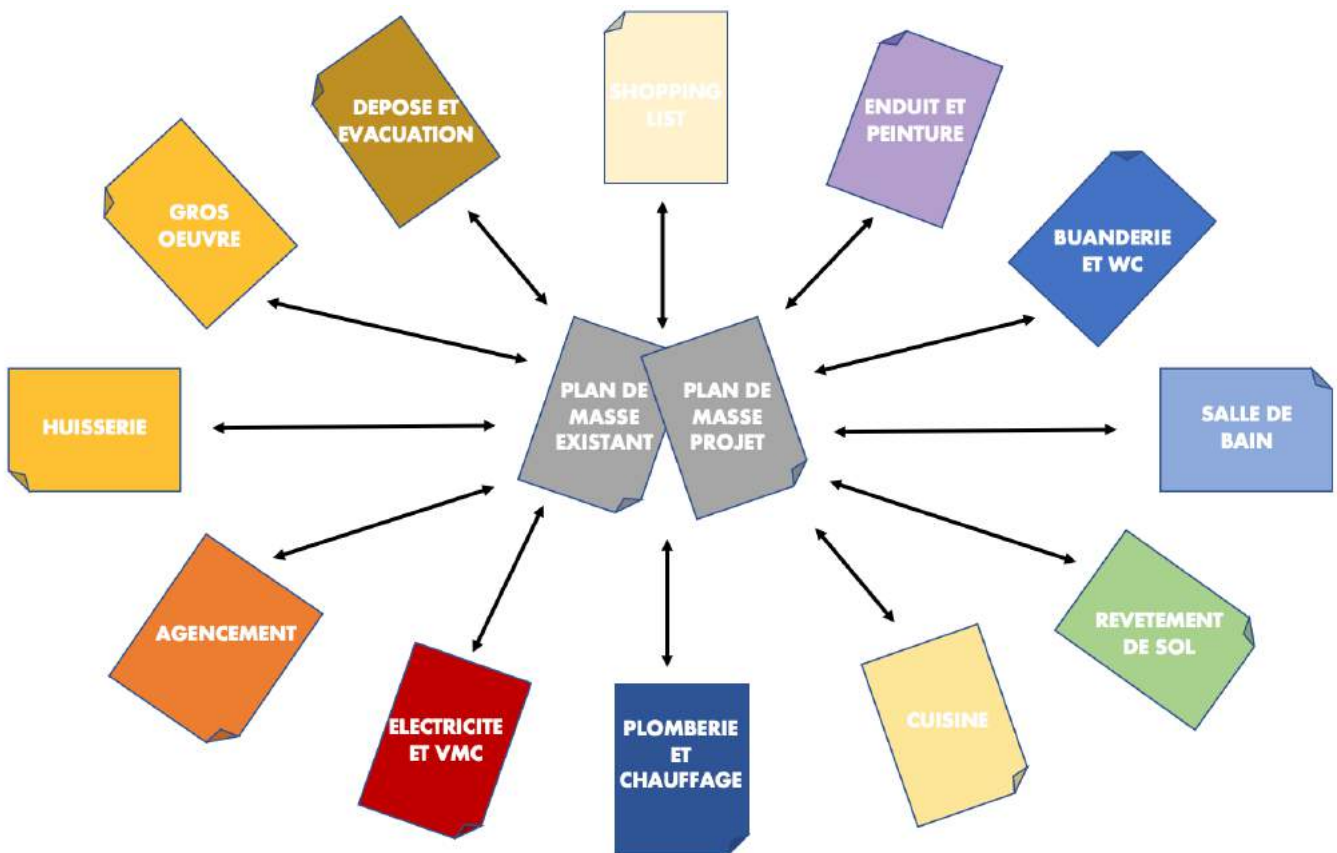 SHOPPING
LIST
DEPOSE ET
EVACUATION
ENDUIT ET
PEINTURE
GROS
OEUVRE
BUANDERIE
ET WC
PLAN DE
MASSE
EXISTANT
PLAN DE
MASSE
PROJET
HUISSERIE
SALLE DE
BAIN
AGENCEMENT
REVETEMENT
DE SOL
ELECTRICITE
ET VMC
PLOMBERIE
ET
CHAUFFAGE
CUISINE